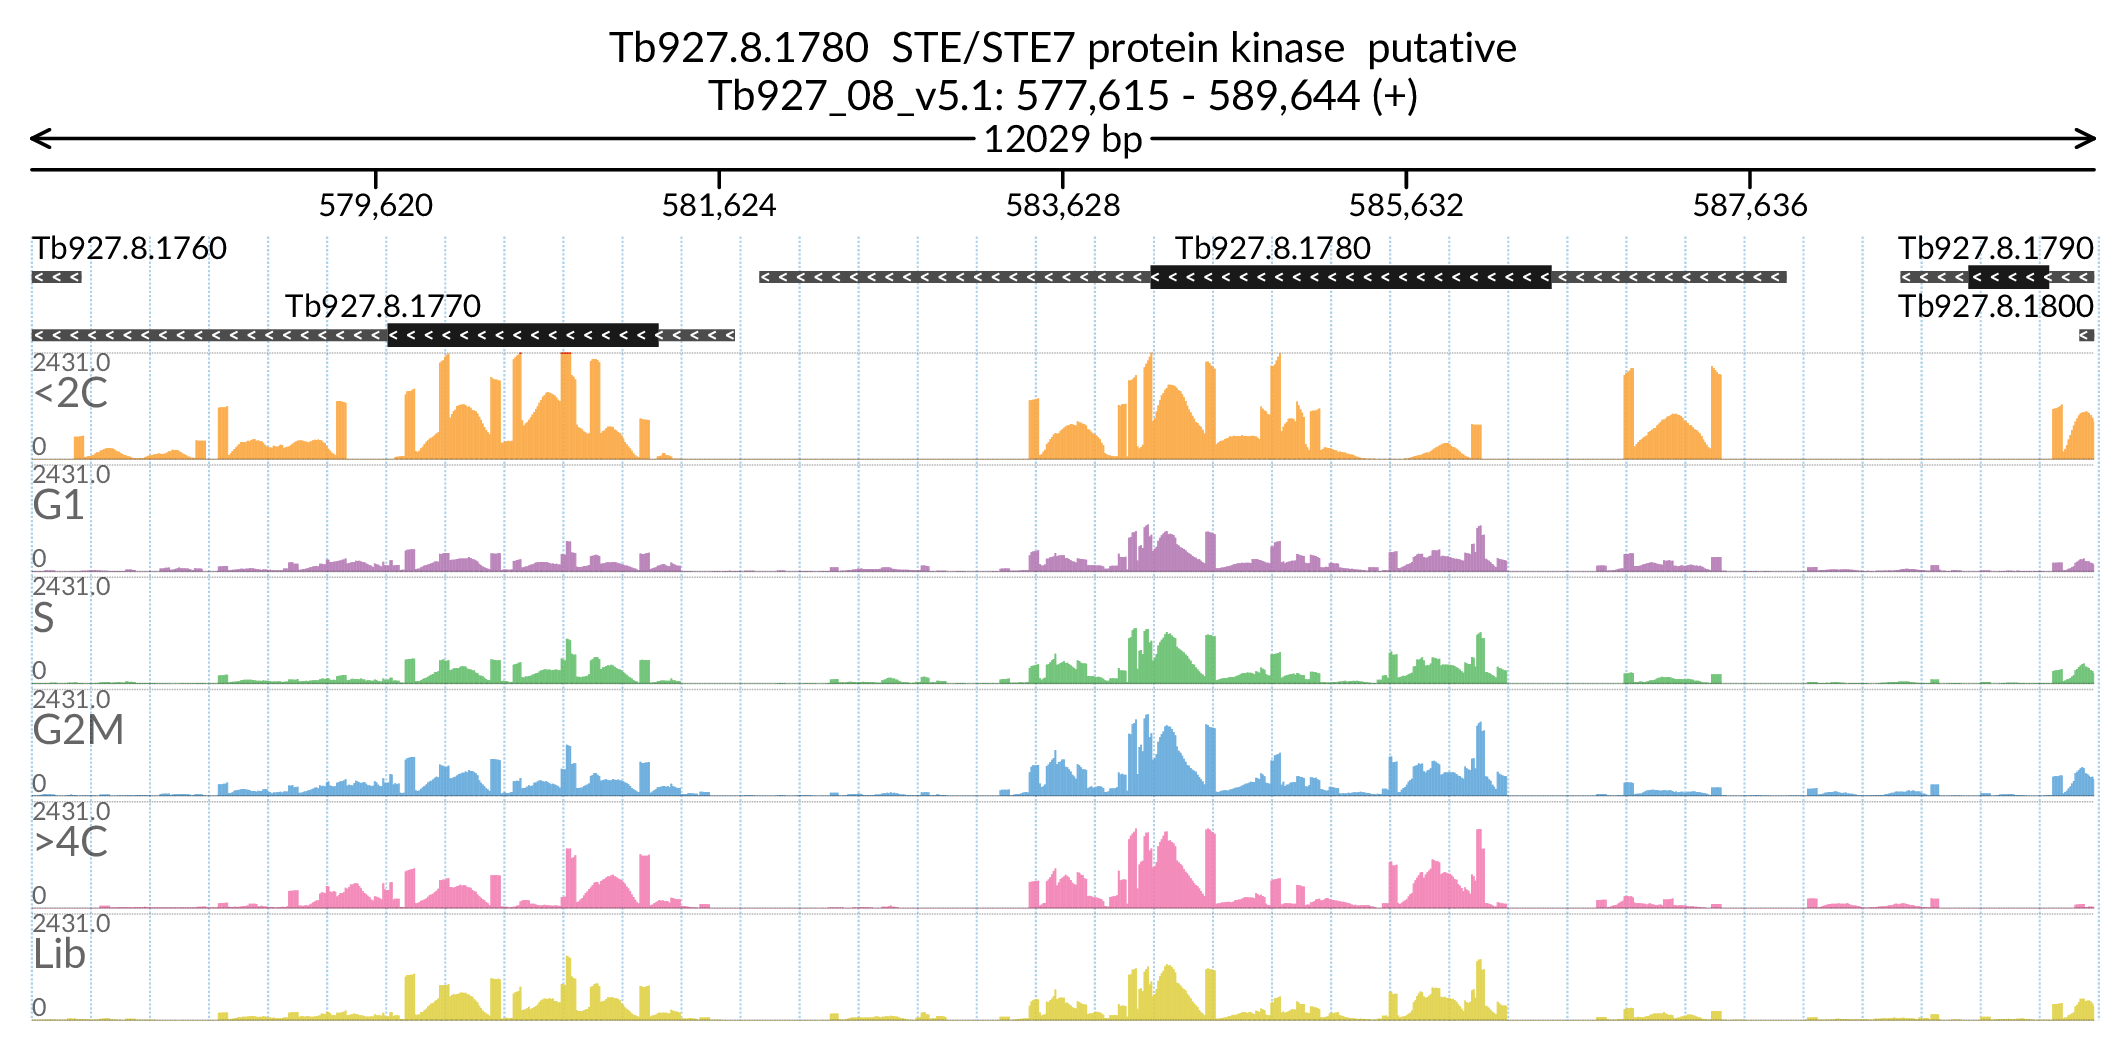 Tb927.8.1780  STE/STE7 protein kinase  putative
Tb927_08_v5.1: 577,615 - 589,644 (+)
12029 bp
579,620 581,624 583,628 585,632 587,636
Tb927.8.1760 Tb927.8.1780 Tb927.8.1790
Tb927.8.1770 Tb927.8.1800
2431.0
<2C
0
2431.0
G1
0
2431.0
S
0
2431.0
G2M
0
2431.0
>4C
0
2431.0
Lib
0